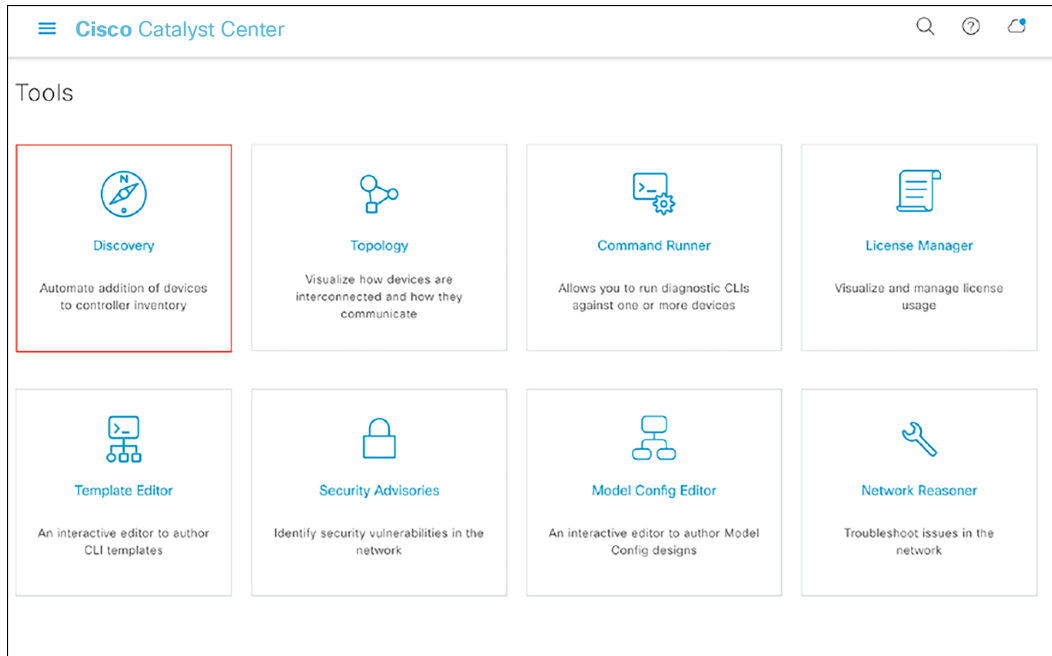 Cisco Catalyst Center
Tools
N
Discovery
Automate addition of devices
to controller inventory
Topology
Visualize how devices are
interconnected and how they
communicate
Command Runner
Allows you to run diagnostic CLIs
against one or more devices
License Manager
Visualize and manage license
usage
Template Editor
An interactive editor to author
CLI templates
Security Advisories
Identify security vulnerabilities in the
network
Model Config Editor
An interactive editor to author Model
Config designs
Network Reasoner
Troubleshoot issues in the
network